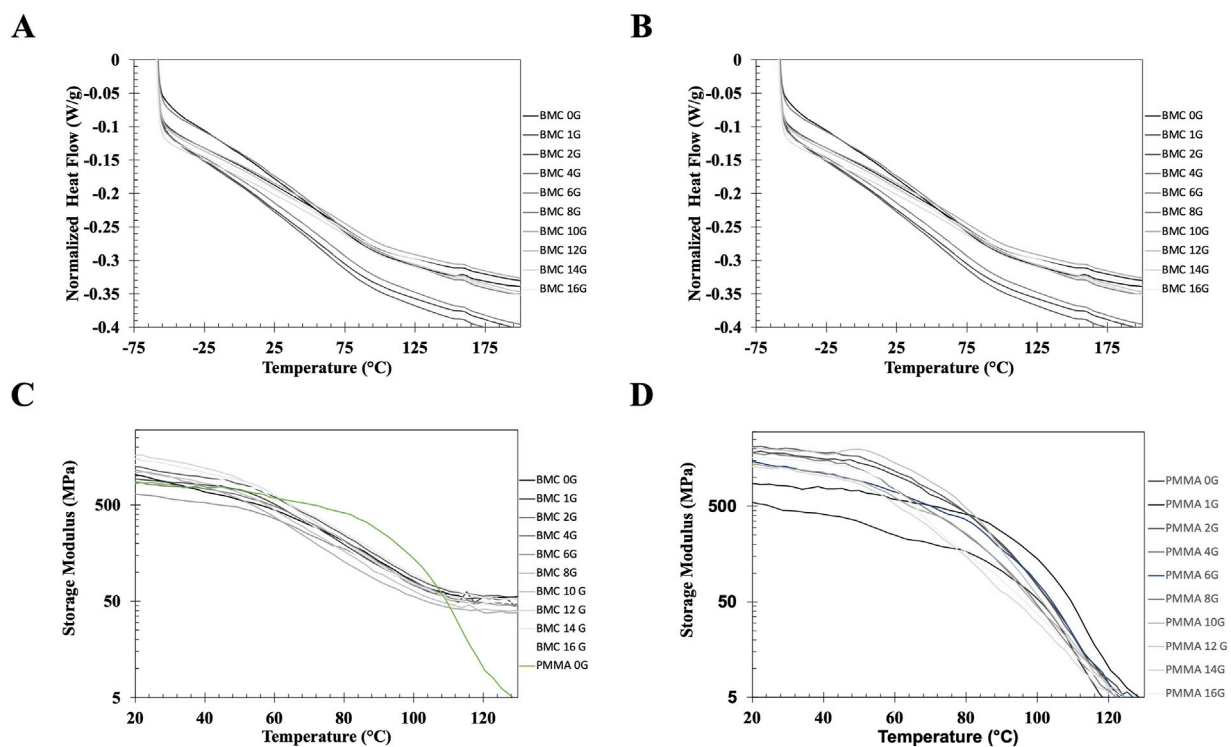 A
0
-0.05
-0.1
-0.15
-0.2
-0.25
-0.3
-0.35
-0.4
Normalized Heat Flow (W/g)
-75
-25
25
75
125
175
Temperature (°C)
BMC 0G
BMC 1G
BMC 2G
BMC 4G
BMC 6G
BMC 8G
BMC 10G
BMC 12G
BMC 14G
BMC 16G
B
0
-0.05
-0.1
-0.15
-0.2
-0.25
-0.3
-0.35
-0.4
Normalized Heat Flow (W/g)
-75
-25
25
75
125
175
Temperature (°C)
BMC 0G
BMC 1G
BMC 2G
BMC 4G
BMC 6G
BMC 8G
BMC 10G
BMC 12G
BMC 14G
BMC 16G
C
500
50
5
Storage Modulus (MPa)
20
40
60
80
100
120
Temperature (°C)
BMC 0G
BMC 1G
BMC 2G
BMC 4G
BMC 6G
BMC 8G
BMC 10 G
BMC 12 G
BMC 14 G
BMC 16 G
PMMA 0G
D
500
50
5
Storage Modulus (MPa)
20
40
60
80
100
120
Temperature (°C)
PMMA 0G
PMMA 1G
PMMA 2G
PMMA 4G
PMMA 6G
PMMA 8G
PMMA 10G
PMMA 12 G
PMMA 14G
PMMA 16G